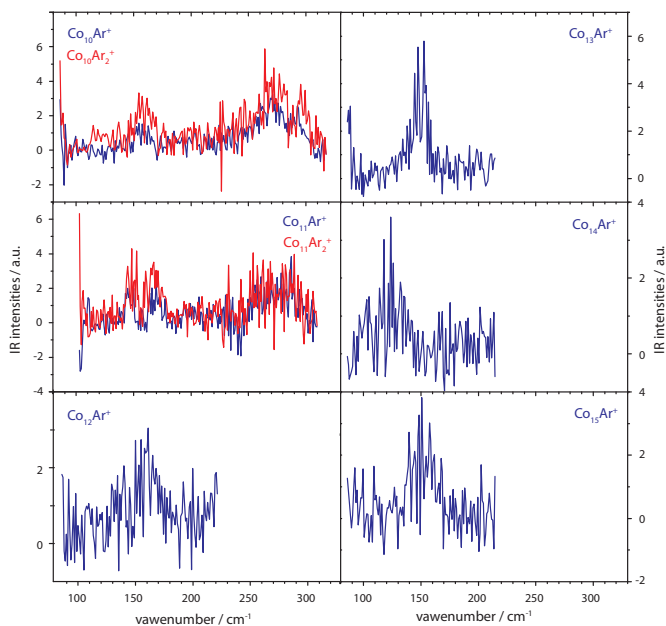 Co₁₀Ar⁺
Co₁₀Ar₂⁺
6
4
2
0
-2
Co₁₃Ar⁺
6
4
2
0
Co₁₁Ar⁺
Co₁₁Ar₂⁺
6
4
2
0
-2
-4
IR intensities / a.u.
Co₁₄Ar⁺
4
2
0
IR intensities / a.u.
Co₁₂Ar⁺
2
0
100 150 200 250 300
vawenumber / cm⁻¹
Co₁₅Ar⁺
4
2
0
-2
100 150 200 250 300
vawenumber / cm⁻¹